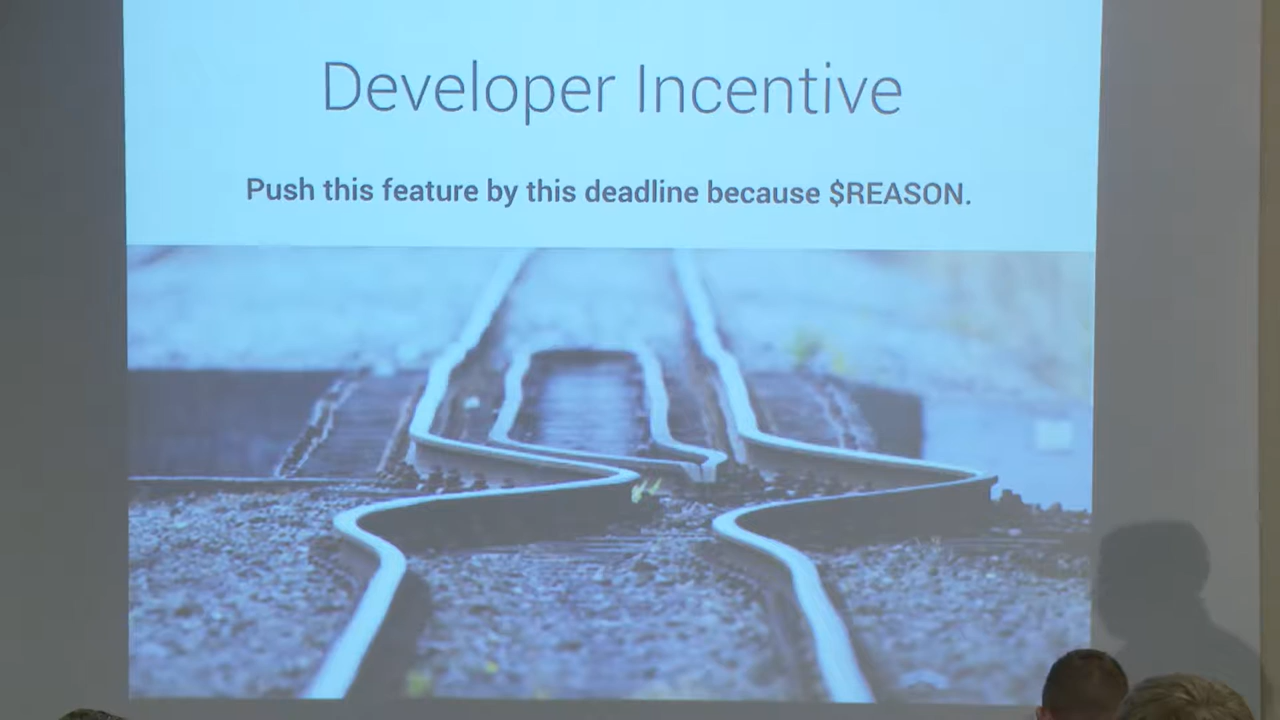 Developer Incentive
Push this feature by this deadline because $REASON.